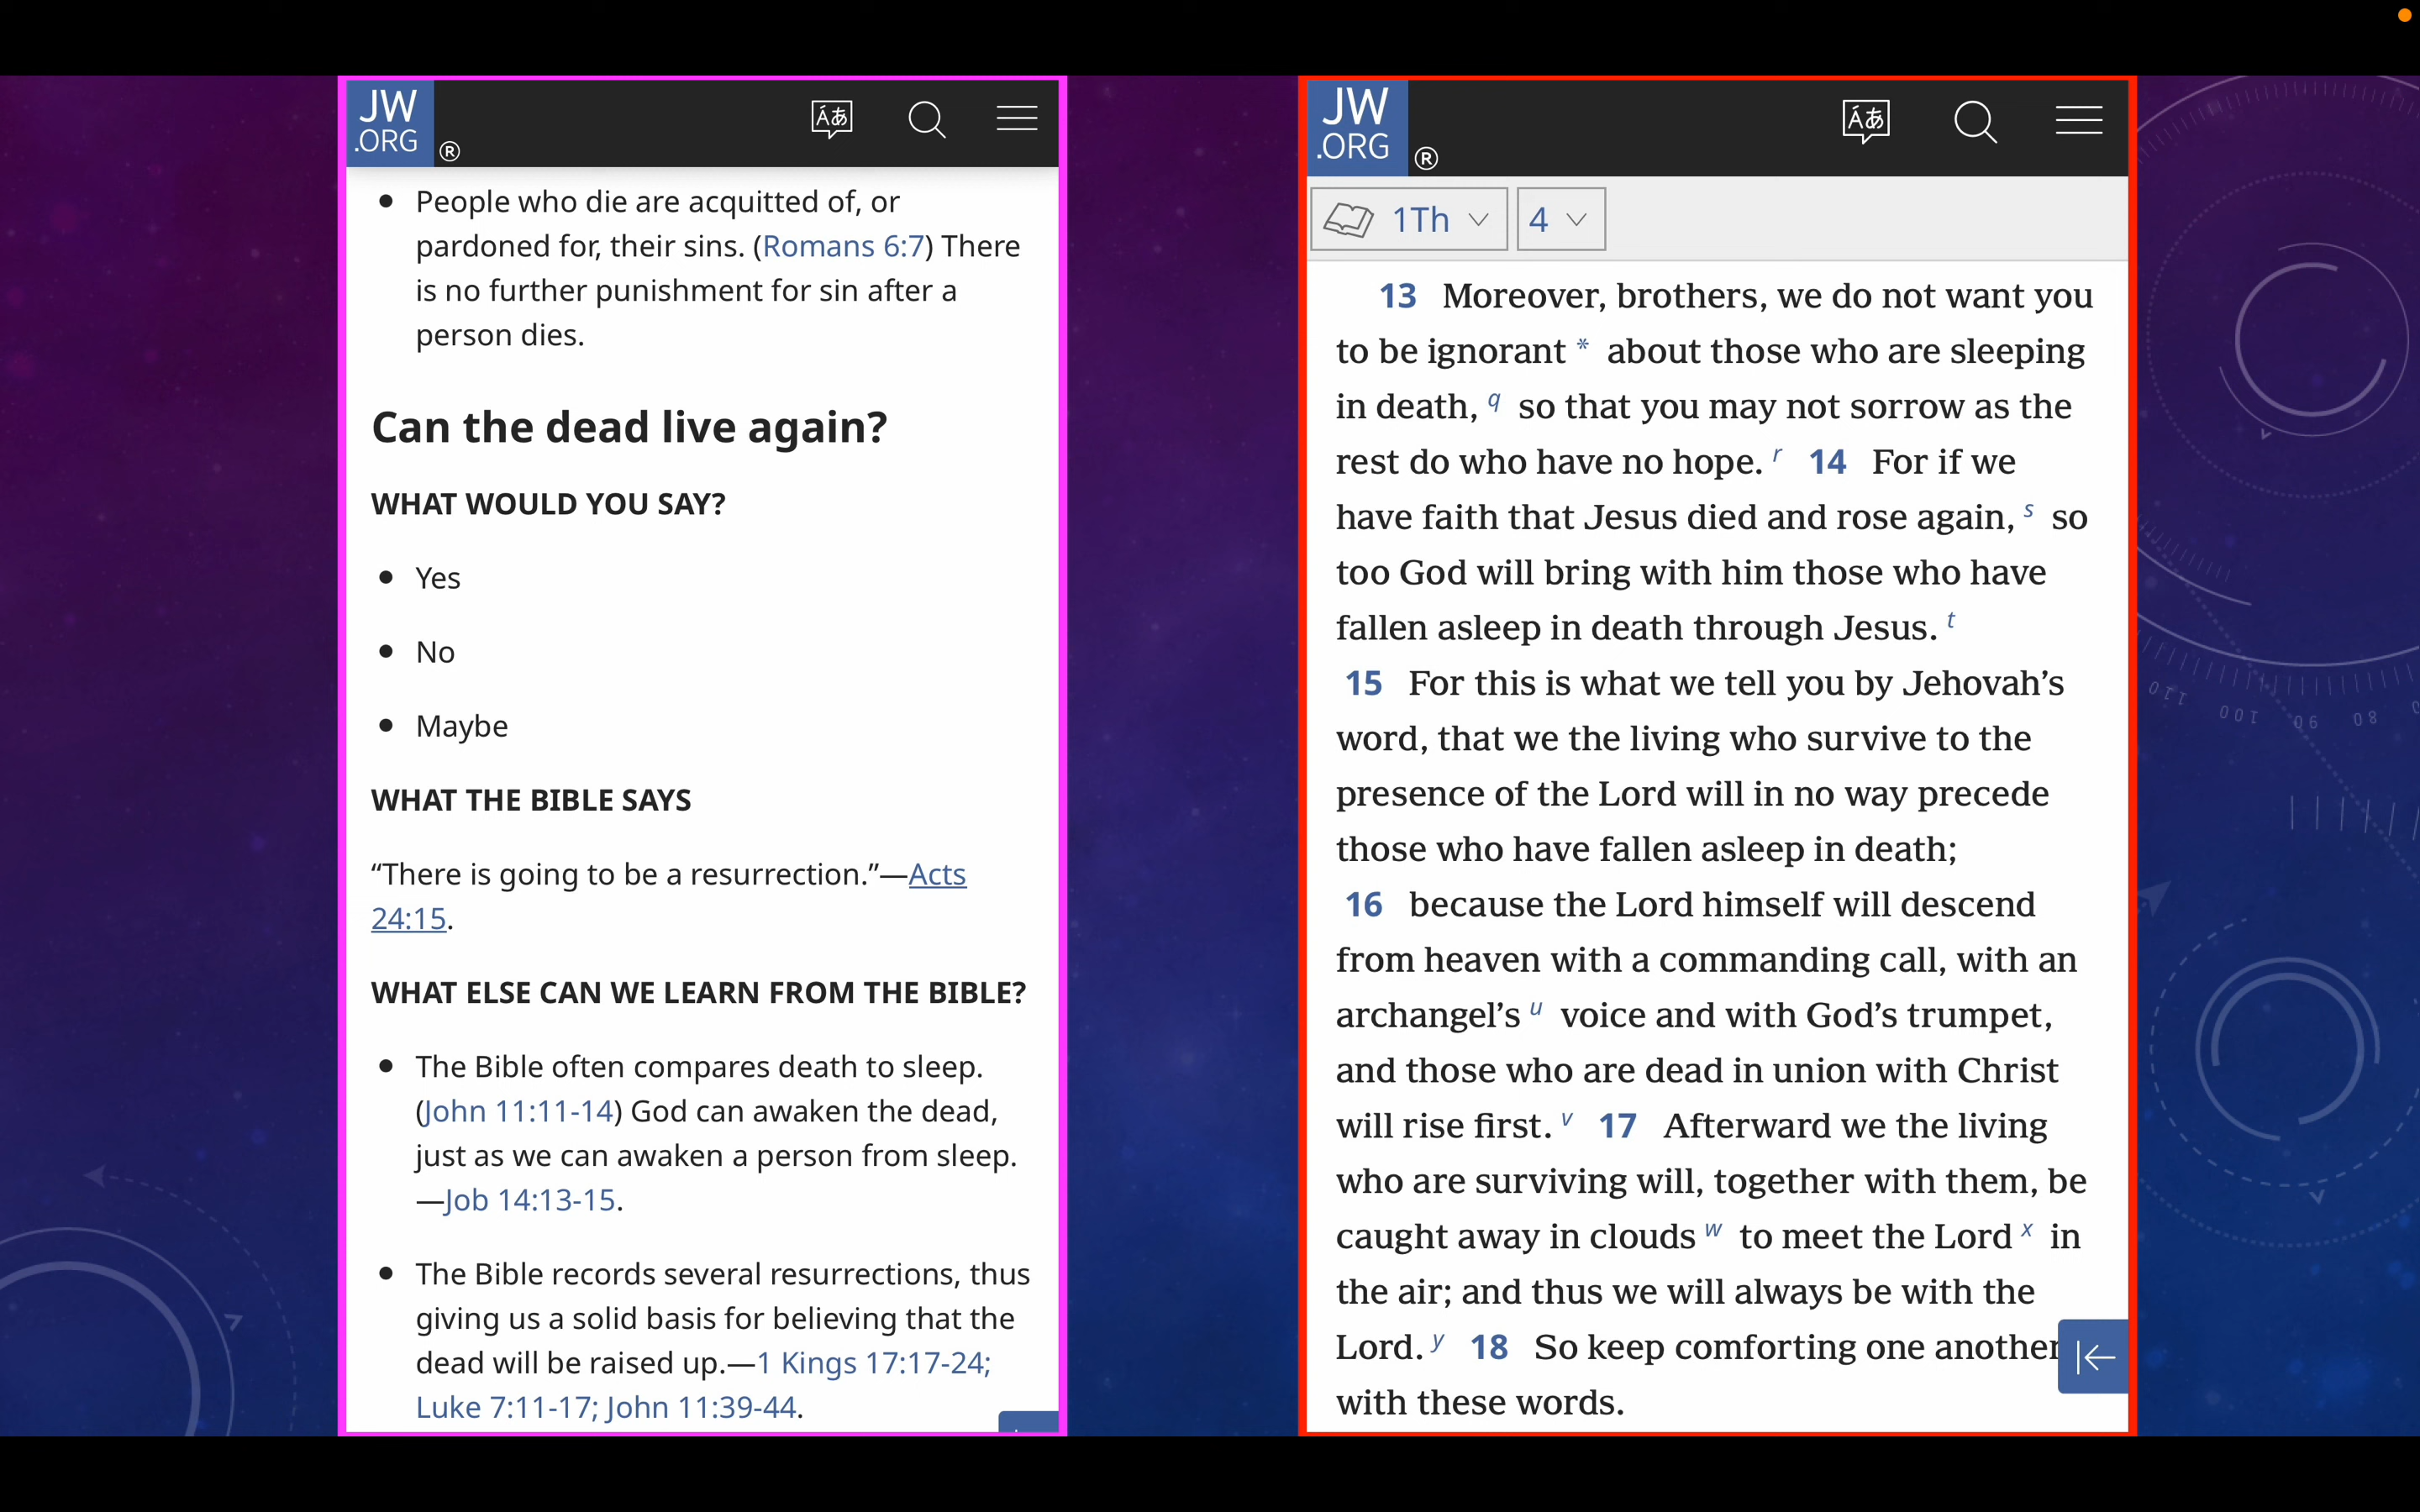 JW
.ORG
®
Áあ
• People who die are acquitted of, or
pardoned for, their sins. (Romans 6:7) There
is no further punishment for sin after a
person dies.
Can the dead live again?
WHAT WOULD YOU SAY?
• Yes
• No
• Maybe
WHAT THE BIBLE SAYS
“There is going to be a resurrection.”—Acts
24:15.
WHAT ELSE CAN WE LEARN FROM THE BIBLE?
• The Bible often compares death to sleep.
(John 11:11-14) God can awaken the dead,
just as we can awaken a person from sleep.
—Job 14:13-15.
• The Bible records several resurrections, thus
giving us a solid basis for believing that the
dead will be raised up.—1 Kings 17:17-24;
Luke 7:11-17; John 11:39-44.
JW
.ORG
®
Áあ
1Th 4
13 Moreover, brothers, we do not want you
to be ignorant * about those who are sleeping
in death, q so that you may not sorrow as the
rest do who have no hope. r 14 For if we
have faith that Jesus died and rose again, s so
too God will bring with him those who have
fallen asleep in death through Jesus. t
15 For this is what we tell you by Jehovah’s
word, that we the living who survive to the
presence of the Lord will in no way precede
those who have fallen asleep in death;
16 because the Lord himself will descend
from heaven with a commanding call, with an
archangel’s u voice and with God’s trumpet,
and those who are dead in union with Christ
will rise first. v 17 Afterward we the living
who are surviving will, together with them, be
caught away in clouds w to meet the Lord x in
the air; and thus we will always be with the
Lord. y 18 So keep comforting one another
with these words.
110 100 90 80